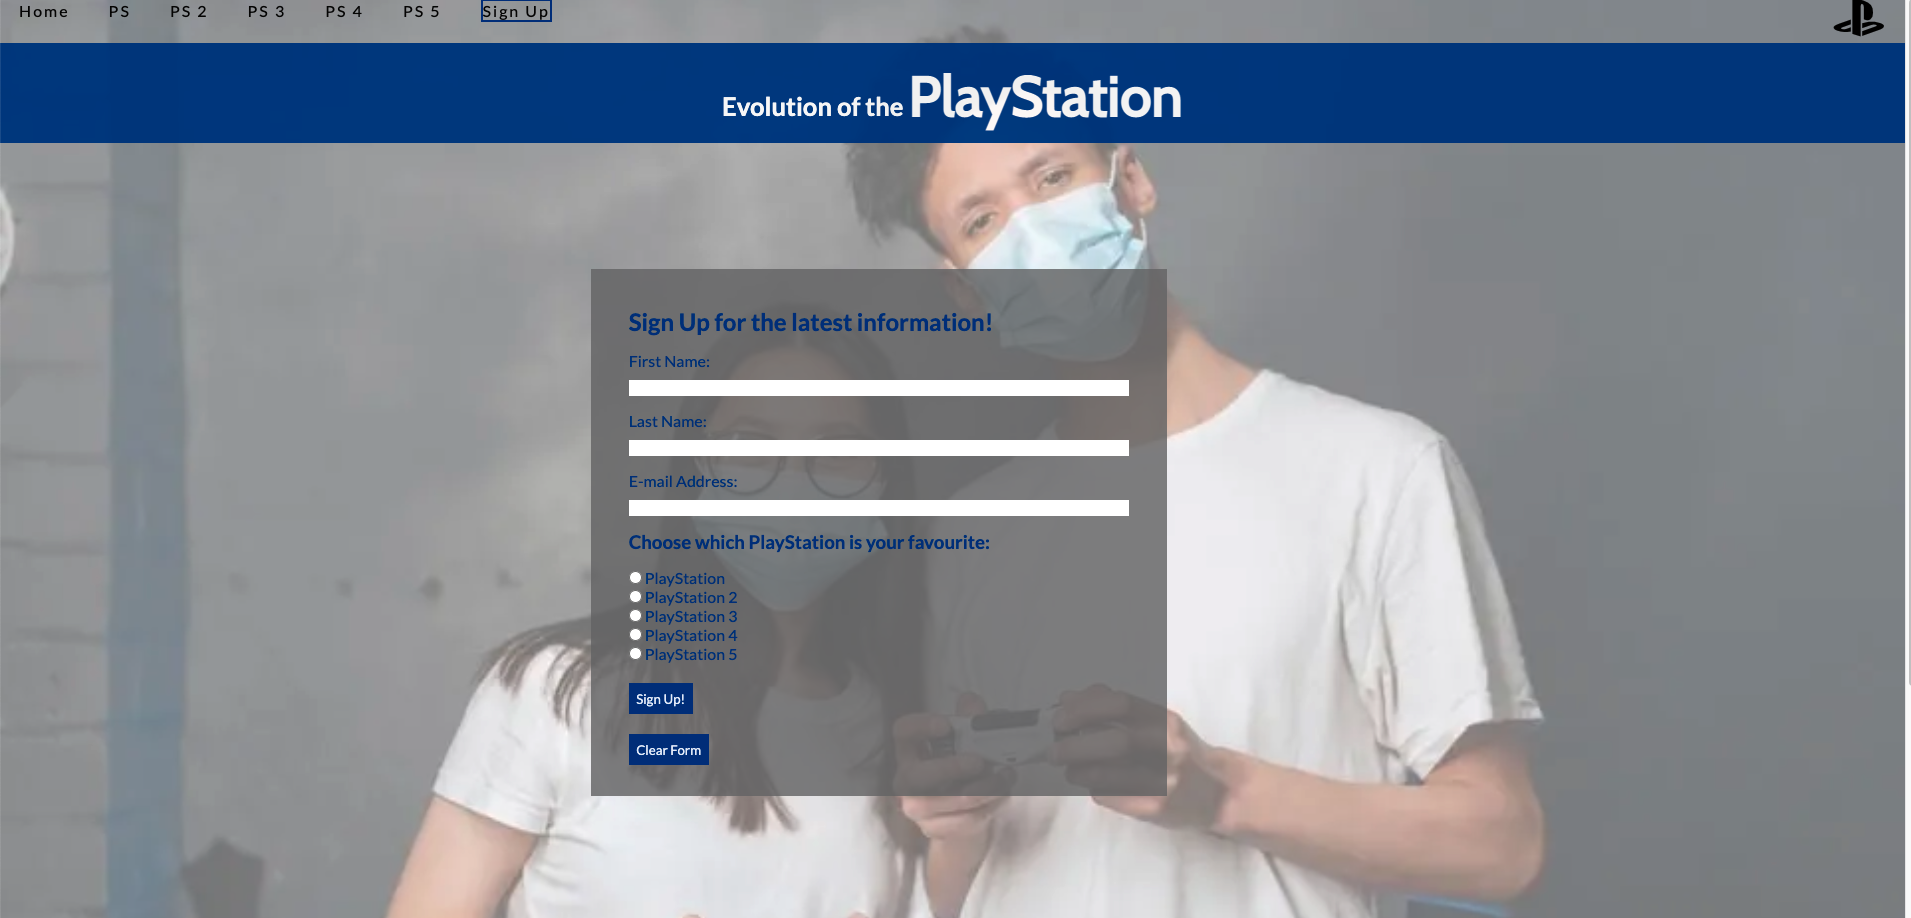 Home PS PS 2 PS 3 PS 4 PS 5 Sign Up
Evolution of the PlayStation
Sign Up for the latest information!
First Name:
Last Name:
E-mail Address:
Choose which PlayStation is your favourite:
PlayStation
PlayStation 2
PlayStation 3
PlayStation 4
PlayStation 5
Sign Up!
Clear Form